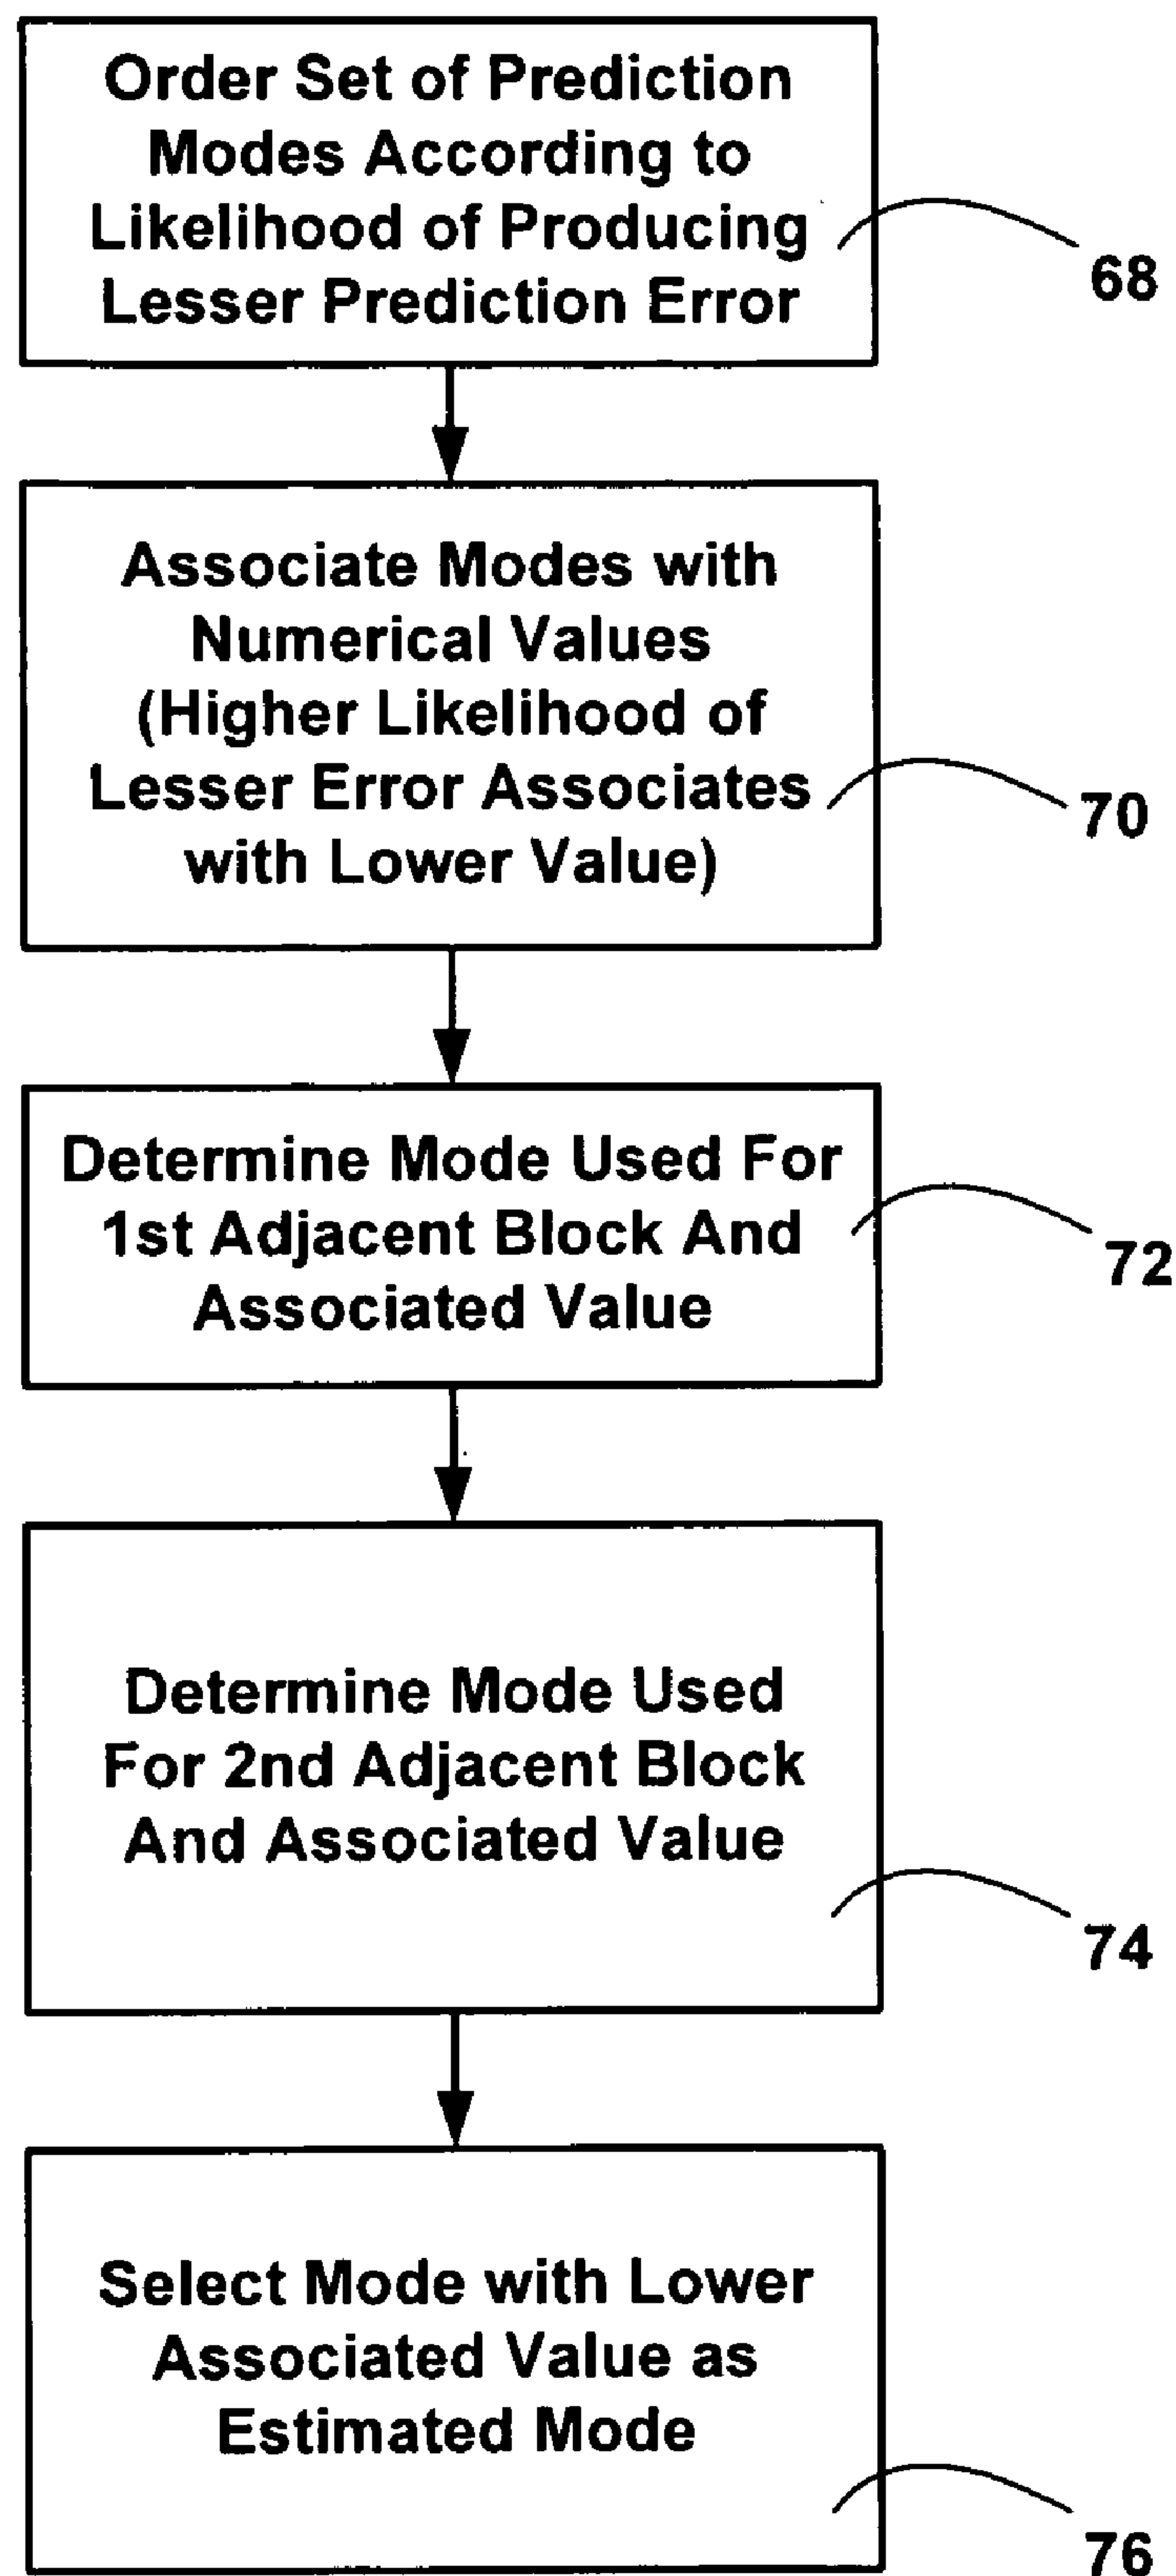 Order Set of Prediction
Modes According to
Likelihood of Producing
Lesser Prediction Error
68
Associate Modes with
Numerical Values
(Higher Likelihood of
Lesser Error Associates
with Lower Value)
70
Determine Mode Used For
1st Adjacent Block And
Associated Value
72
Determine Mode Used
For 2nd Adjacent Block
And Associated Value
74
Select Mode with Lower
Associated Value as
Estimated Mode
76